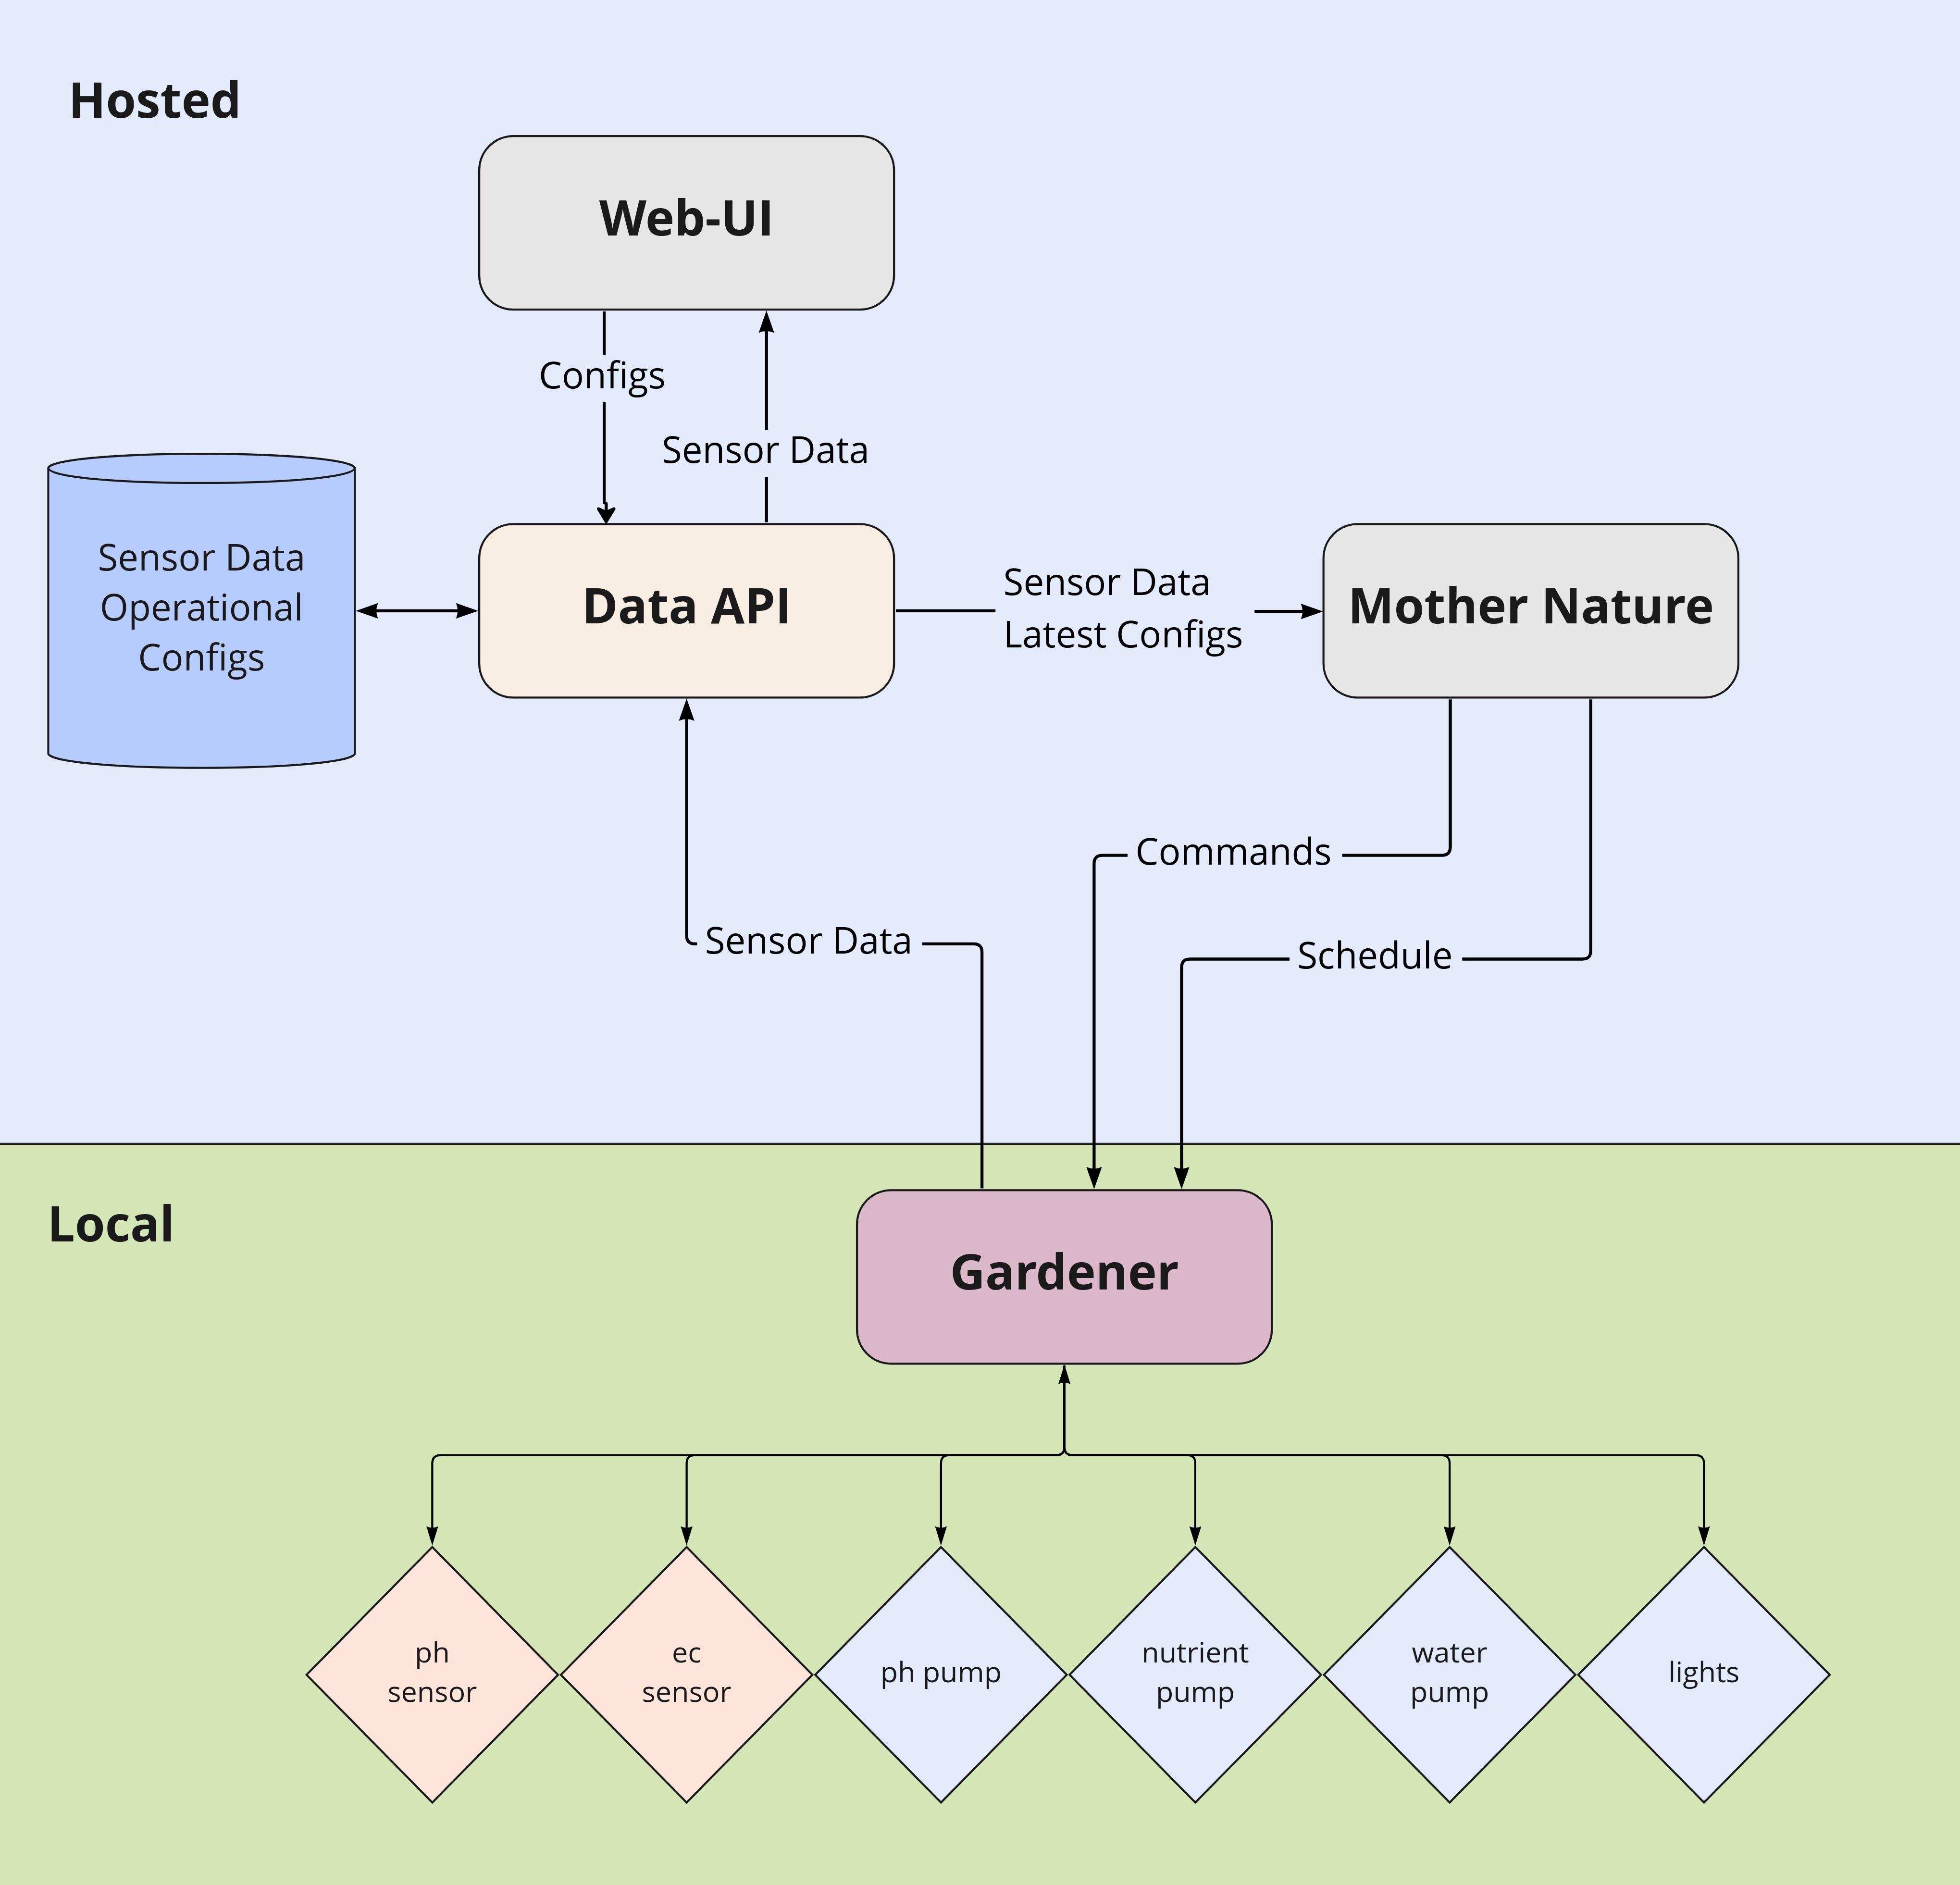 Hosted
Web-UI
Configs
Sensor Data
Sensor Data
Operational
Configs
Data API
Sensor Data
Latest Configs
Mother Nature
Commands
Sensor Data
Schedule
Local
Gardener
ph
sensor
ec
sensor
ph pump
nutrient
pump
water
pump
lights